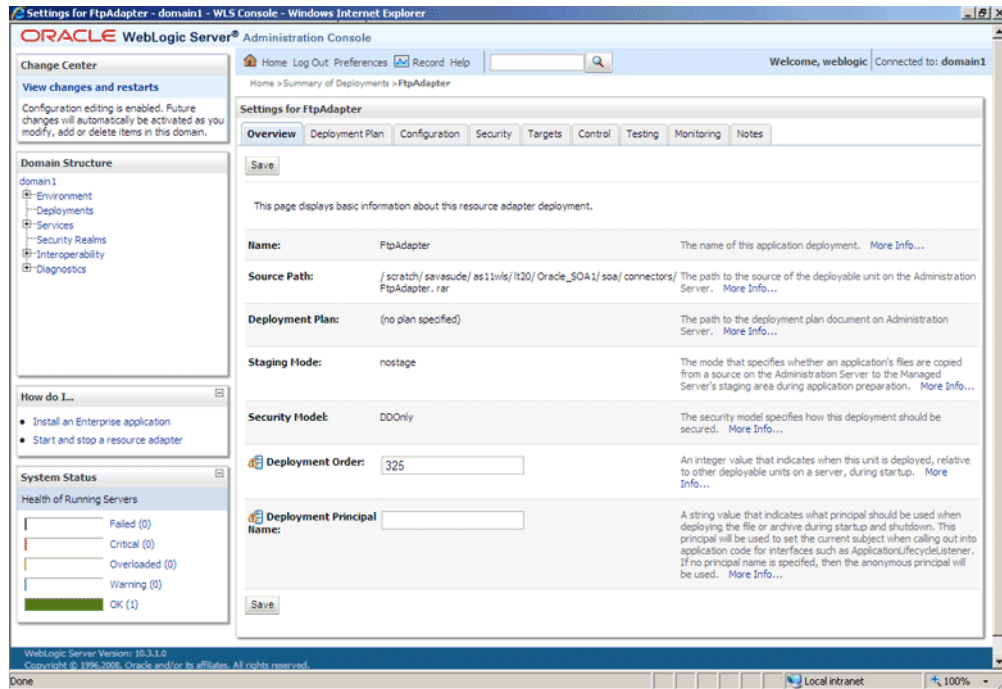 Settings for FtpAdapter - domain1 - WLS Console - Windows Internet Explorer
ORACLE WebLogic Server® Administration Console
Change Center
View changes and restarts
Configuration editing is enabled. Future
changes will automatically be activated as you
modify, add or delete items in this domain.
Domain Structure
domain1
Environment
Deployments
Services
Security Realms
Interoperability
Diagnostics
How do I...
Install an Enterprise application
Start and stop a resource adapter
System Status
Health of Running Servers
Failed (0)
Critical (0)
Overloaded (0)
Warning (0)
OK (1)
Home Log Out Preferences Record Help
Welcome, weblogic Connected to: domain1
Home >Summary of Deployments >FtpAdapter
Settings for FtpAdapter
Overview Deployment Plan Configuration Security Targets Control Testing Monitoring Notes
Save
This page displays basic information about this resource adapter deployment.
Name: FtpAdapter The name of this application deployment. More Info...
Source Path: /scratch/savasude/as11wls/lt20/Oracle_SOA1/soa/connectors/ The path to the source of the deployable unit on the Administration
FtpAdapter.rar Server. More Info...
Deployment Plan: (no plan specified) The path to the deployment plan document on Administration
Server. More Info...
Staging Mode: nostage The mode that specifies whether an application's files are copied
from a source on the Administration Server to the Managed
Server's staging area during application preparation. More Info...
Security Model: DDOnly The security model specifies how this deployment should be
secured. More Info...
Deployment Order: 325 An integer value that indicates when this unit is deployed, relative
to other deployable units on a server, during startup. More
Info...
Deployment Principal A string value that indicates what principal should be used when
Name: deploying the file or archive during startup and shutdown. This
principal will be used to set the current subject when calling out into
application code for interfaces such as ApplicationLifecycleListener.
If no principal name is specifed, then the anonymous principal will
be used. More Info...
Save
WebLogic Server Version: 10.3.1.0
Copyright © 1996,2008, Oracle and/or its affiliates. All rights reserved.
Done Local intranet 100%